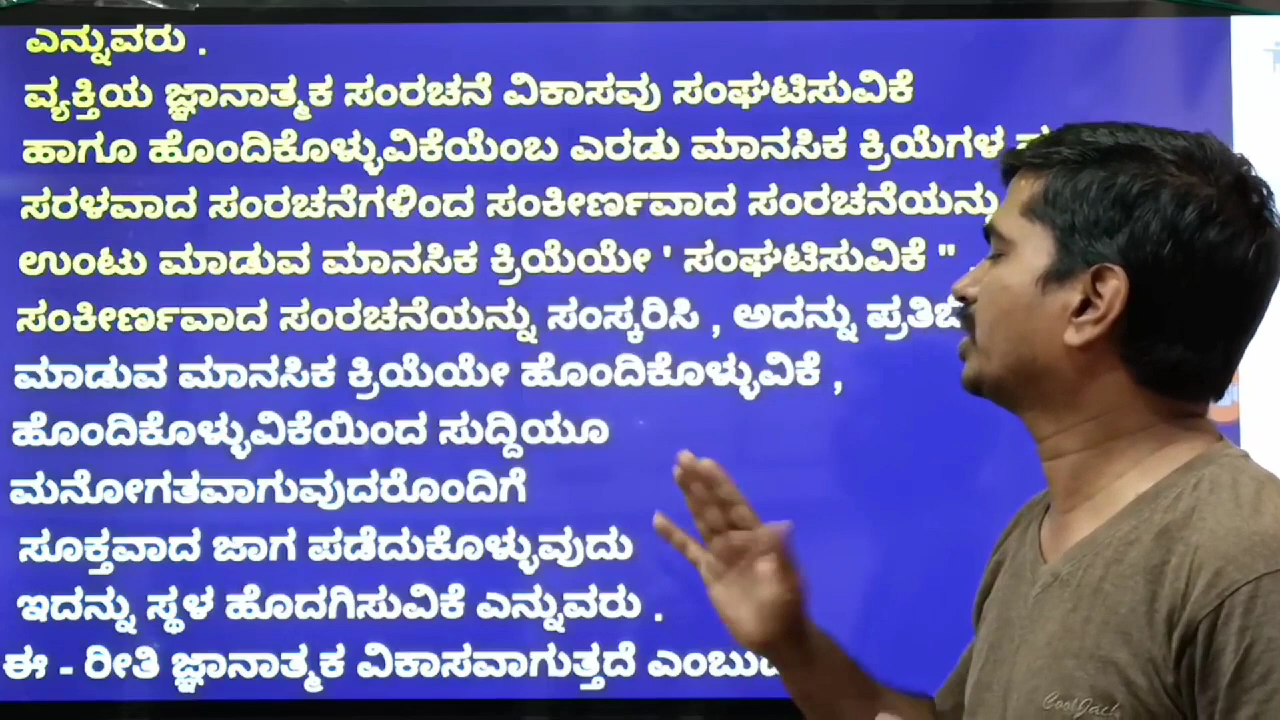 ಎನ್ನುವರು .
ವ್ಯಕ್ತಿಯ ಜ್ಞಾನಾತ್ಮಕ ಸಂರಚನೆ ವಿಕಾಸವು ಸಂಘಟಿಸುವಿಕೆ
ಹಾಗೂ ಹೊಂದಿಕೊಳ್ಳುವಿಕೆಯೆಂಬ ಎರಡು ಮಾನಸಿಕ ಕ್ರಿಯೆಗಳ
ಸರಳವಾದ ಸಂರಚನೆಗಳಿಂದ ಸಂಕೀರ್ಣವಾದ ಸಂರಚನೆಯನ್ನು
ಉಂಟು ಮಾಡುವ ಮಾನಸಿಕ ಕ್ರಿಯೆಯೇ ' ಸಂಘಟಿಸುವಿಕೆ "
ಸಂಕೀರ್ಣವಾದ ಸಂರಚನೆಯನ್ನು ಸಂಸ್ಕರಿಸಿ , ಅದನ್ನು
ಮಾಡುವ ಮಾನಸಿಕ ಕ್ರಿಯೆಯೇ ಹೊಂದಿಕೊಳ್ಳುವಿಕೆ ,
ಹೊಂದಿಕೊಳ್ಳುವಿಕೆಯಿಂದ ಸುದ್ದಿಯೂ
ಮನೋಗತವಾಗುವುದರೊಂದಿಗೆ
ಸೂಕ್ತವಾದ ಜಾಗ ಪಡೆದುಕೊಳ್ಳುವುದು
ಇದನ್ನು ಸ್ಥಳ ಹೊದಗಿಸುವಿಕೆ ಎನ್ನುವರು .
ಈ - ರೀತಿ ಜ್ಞಾನಾತ್ಮಕ ವಿಕಾಸವಾಗುತ್ತದೆ
CoolJack